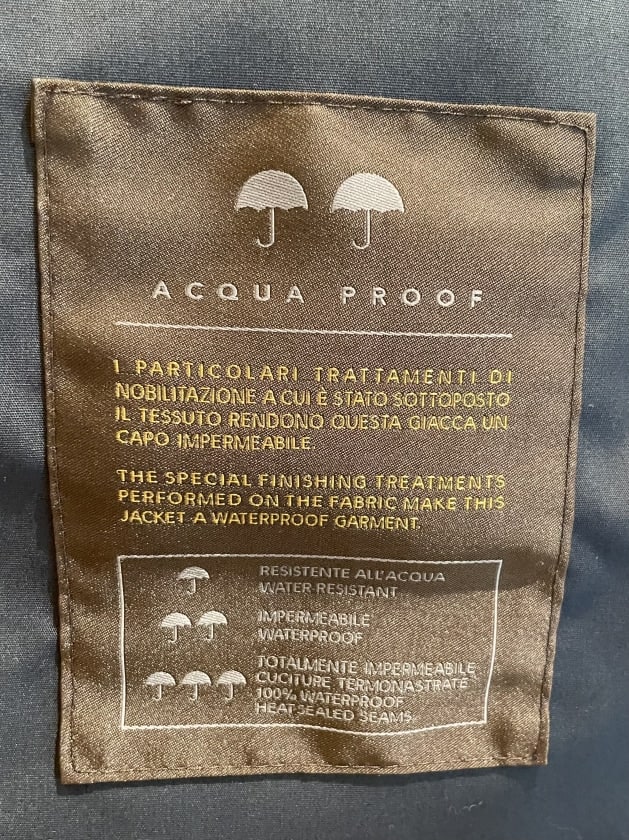 ACQUA PROOF
I PARTICOLARI TRATTAMENTI DI
NOBILITAZIONE A CUI È STATO SOTTOPOSTO
IL TESSUTO RENDONO QUESTA GIACCA UN
CAPO IMPERMEABILE.
THE SPECIAL FINISHING TREATMENTS
PERFORMED ON THE FABRIC MAKE THIS
JACKET A WATERPROOF GARMENT.
RESISTENTE ALL'ACQUA
WATER RESISTANT
IMPERMEABILE
WATERPROOF
TOTALMENTE IMPERMEABILE
CUCITURE TERMONASTRATE
100% WATERPROOF
HEAT-SEALED SEAMS